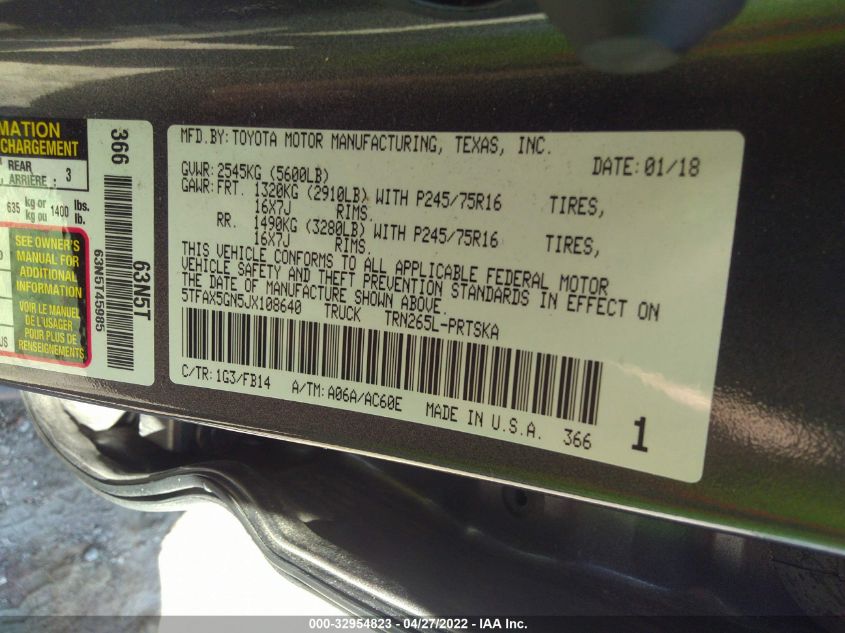 MATION
CHARGEMENT
REAR
ARRIÈRE : 3
635 kg or 1400 lbs.
kg ou lb.
SEE OWNER'S
MANUAL FOR
ADDITIONAL
INFORMATION
VOIR LE MANUEL
DE L'USAGER
POUR PLUS DE
RENSEIGNEMENTS
US
366
63N5T45985
63N5T
MFD.BY:TOYOTA MOTOR MANUFACTURING, TEXAS, INC.
DATE:01/18
GVWR:2545KG (5600LB)
GAWR:FRT. 1320KG (2910LB) WITH P245/75R16 TIRES,
16X7J RIMS.
RR. 1490KG (3280LB) WITH P245/75R16 TIRES,
16X7J RIMS.
THIS VEHICLE CONFORMS TO ALL APPLICABLE FEDERAL MOTOR
VEHICLE SAFETY AND THEFT PREVENTION STANDARDS IN EFFECT ON
THE DATE OF MANUFACTURE SHOWN ABOVE.
5TFAX5GN5JX108640 TRUCK TRN265L-PRTSKA
C/TR:1G3/FB14 A/TM:A06A/AC60E MADE IN U.S.A. 366 1
000-32954823 - 04/27/2022 - IAA Inc.